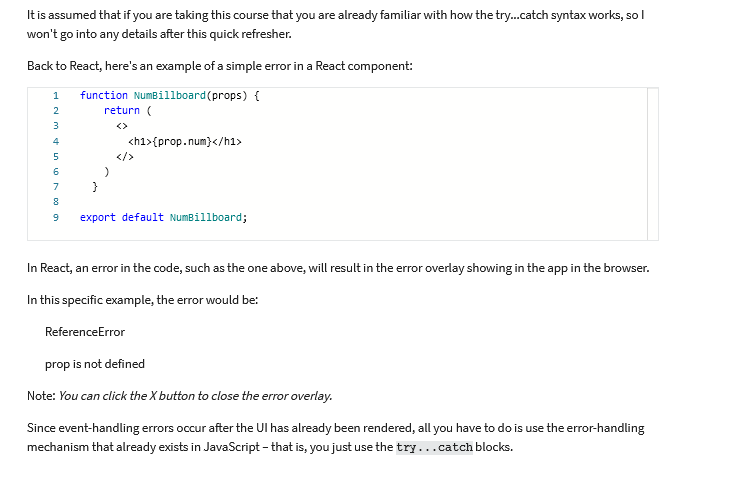 It is assumed that if you are taking this course that you are already familiar with how the try...catch syntax works, so I
won't go into any details after this quick refresher.
Back to React, here's an example of a simple error in a React component:
1 function NumBillboard(props) {
2 return (
3 <>
4 <h1>{prop.num}</h1>
5 </>
6 )
7 }
8
9 export default NumBillboard;
In React, an error in the code, such as the one above, will result in the error overlay showing in the app in the browser.
In this specific example, the error would be:
ReferenceError
prop is not defined
Note: You can click the X button to close the error overlay.
Since event-handling errors occur after the UI has already been rendered, all you have to do is use the error-handling
mechanism that already exists in JavaScript – that is, you just use the try...catch blocks.